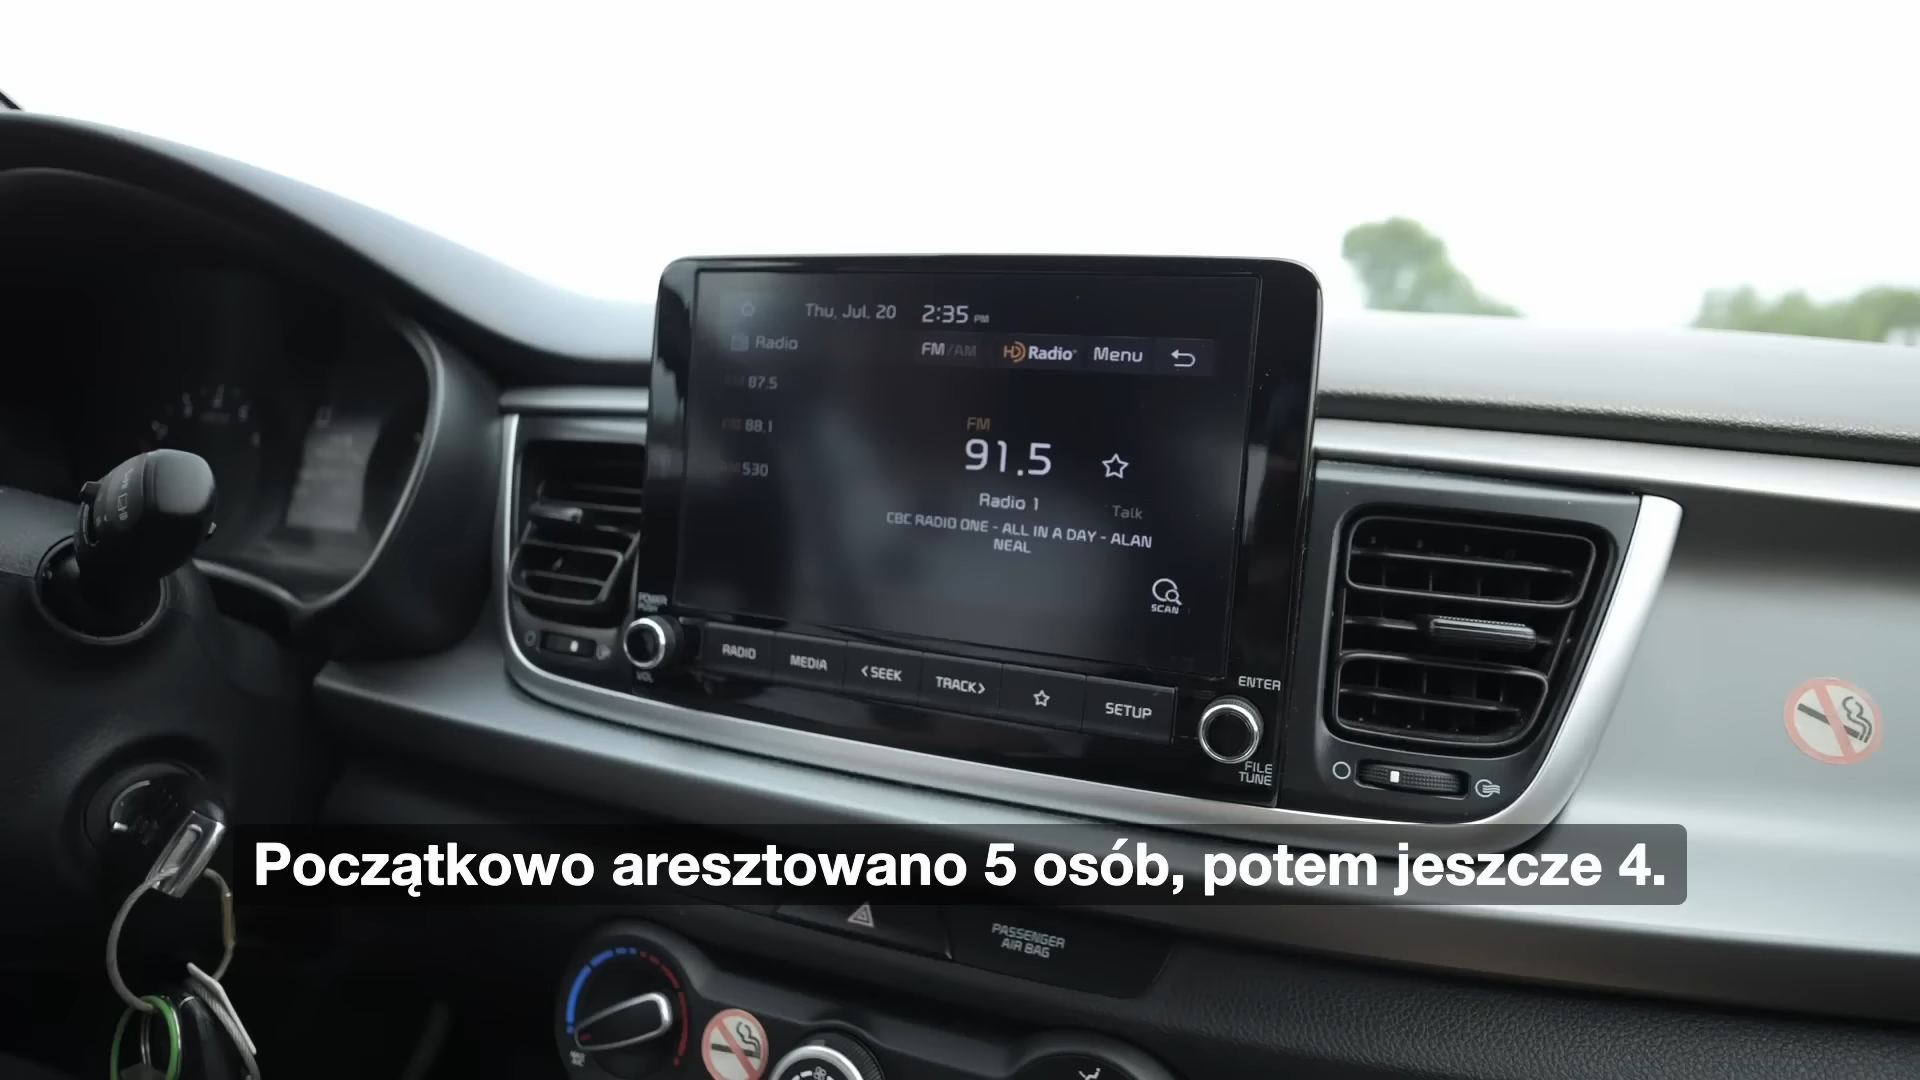 Thu, Jul. 20 2:35 PM
Radio
FM/AM HD Radio Menu
87.5
FM 88.1
530
FM
91.5
Radio 1
Talk
CBC RADIO ONE - ALL IN A DAY - ALAN
NEAL
SCAN
POWER
PUSH
VOL
RADIO MEDIA <SEEK TRACK> SETUP
ENTER
FILE
TUNE
Początkowo aresztowano 5 osób, potem jeszcze 4.
PASSENGER
AIR BAG